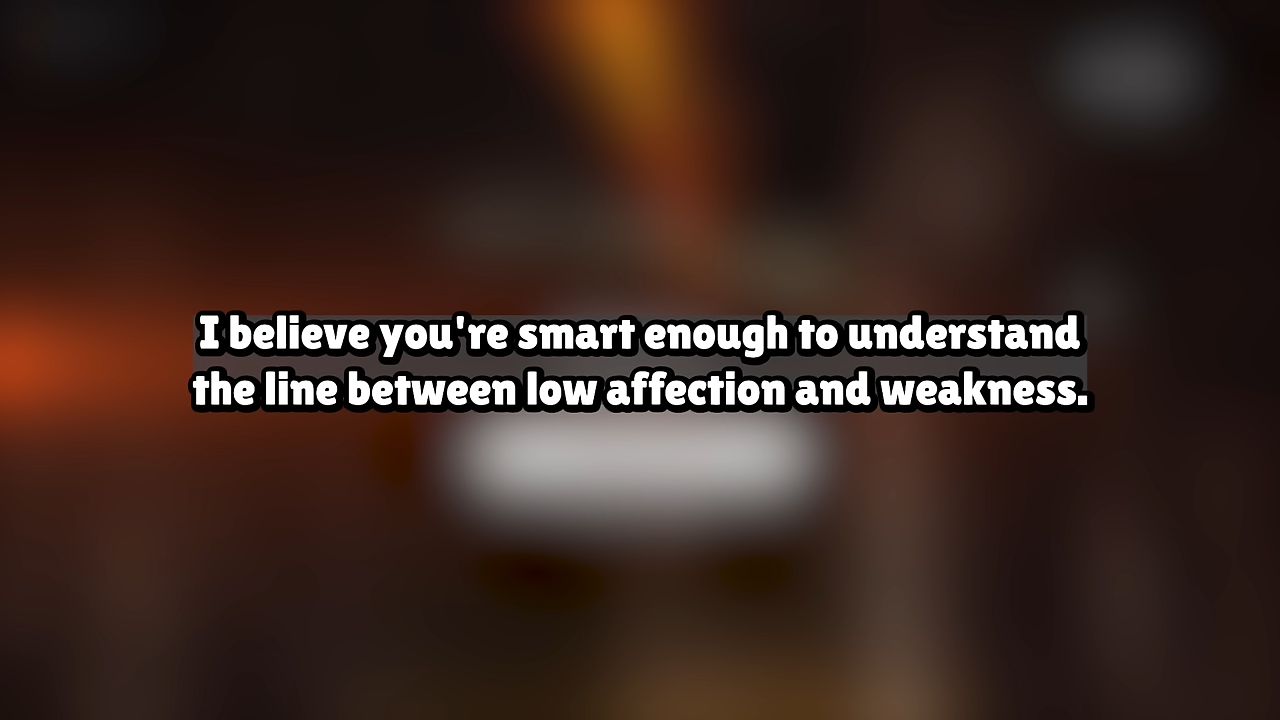 I believe you're smart enough to understand
the line between low affection and weakness.